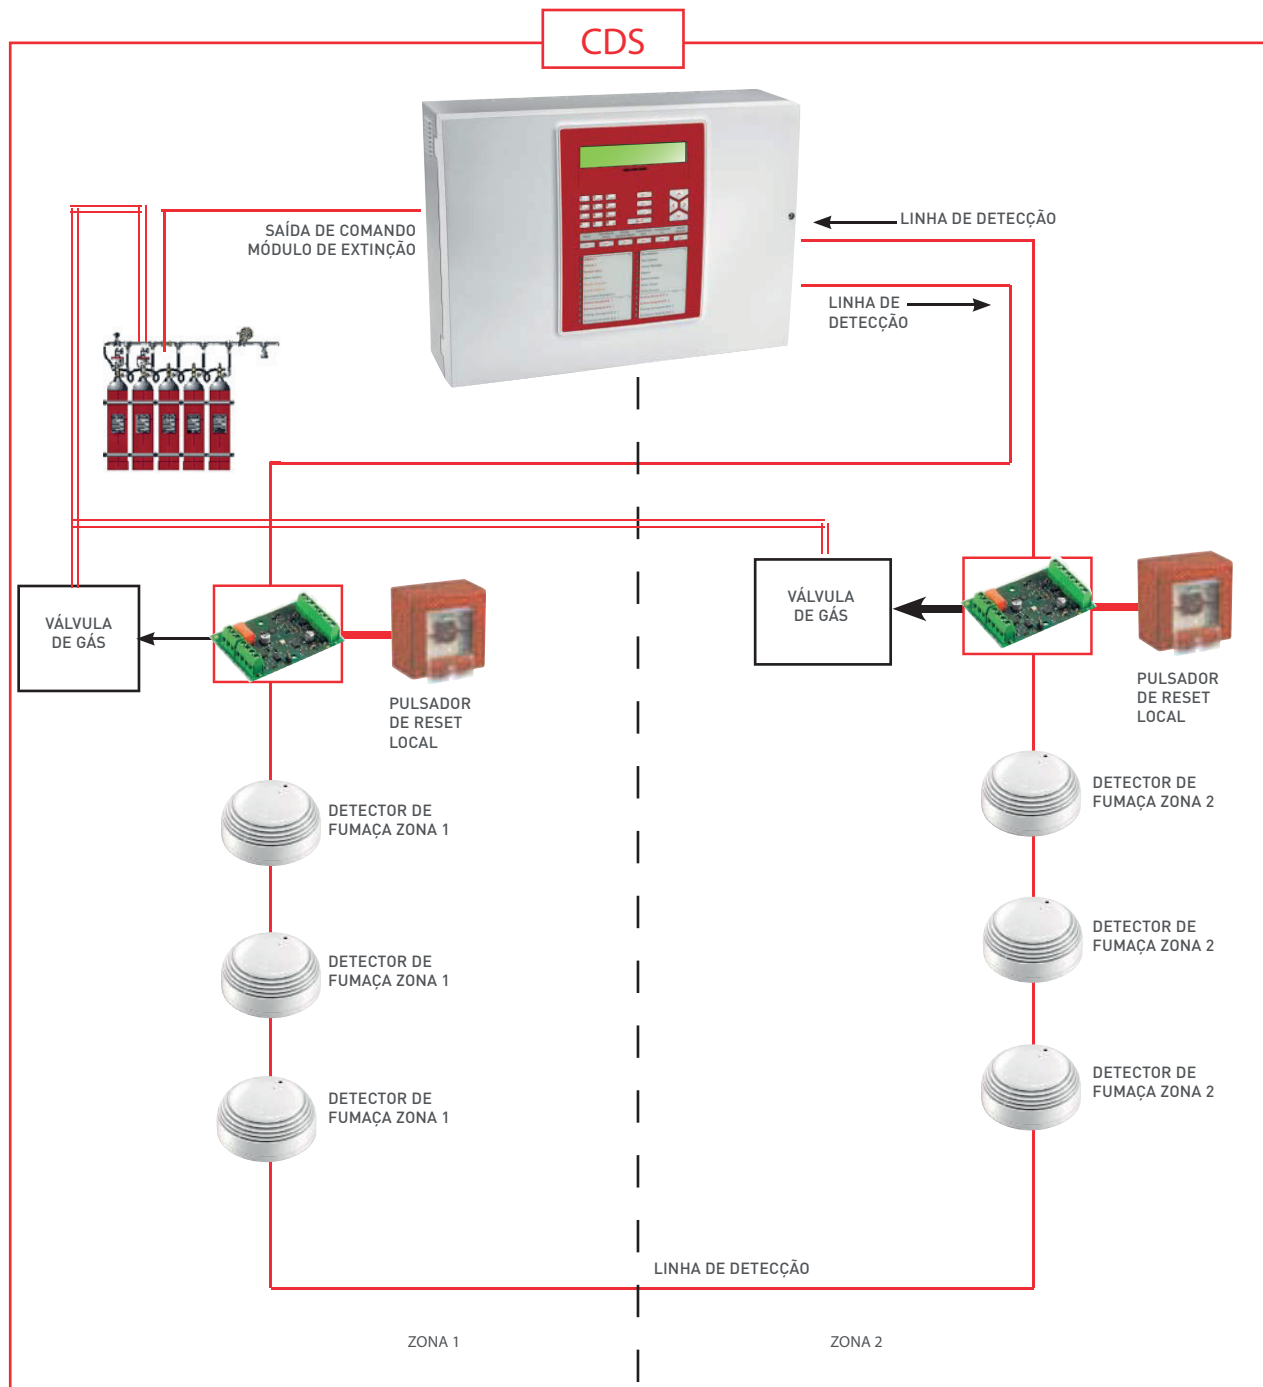 CDS
SAÍDA DE COMANDO
MÓDULO DE EXTINÇÃO
LINHA DE DETECÇÃO
LINHA DE
DETECÇÃO
VÁLVULA
DE GÁS
PULSADOR
DE RESET
LOCAL
VÁLVULA
DE GÁS
PULSADOR
DE RESET
LOCAL
DETECTOR DE
FUMAÇA ZONA 1
DETECTOR DE
FUMAÇA ZONA 2
DETECTOR DE
FUMAÇA ZONA 1
DETECTOR DE
FUMAÇA ZONA 2
DETECTOR DE
FUMAÇA ZONA 1
DETECTOR DE
FUMAÇA ZONA 2
LINHA DE DETECÇÃO
ZONA 1
ZONA 2